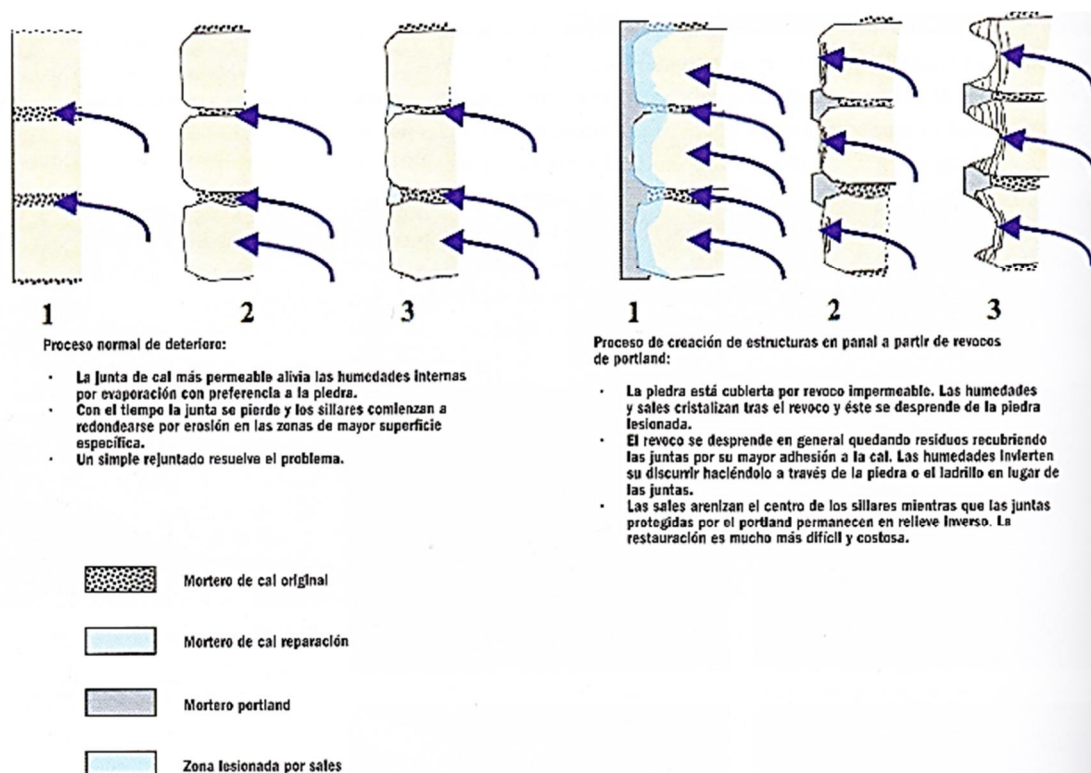 1 2 3
Proceso normal de deterioro:
· La junta de cal más permeable alivia las humedades internas
por evaporación con preferencia a la piedra.
· Con el tiempo la junta se pierde y los sillares comienzan a
redondearse por erosión en las zonas de mayor superficie
específica.
· Un simple rejuntado resuelve el problema.
1 2 3
Proceso de creación de estructuras en panal a partir de revocos
de portland:
· La piedra está cubierta por revoco impermeable. Las humedades
y sales cristalizan tras el revoco y éste se desprende de la piedra
lesionada.
· El revoco se desprende en general quedando residuos recubriendo
las juntas por su mayor adhesión a la cal. Las humedades invierten
su discurrir haciéndolo a través de la piedra o el ladrillo en lugar de
las juntas.
· Las sales arenizan el centro de los sillares mientras que las juntas
protegidas por el portland permanecen en relieve inverso. La
restauración es mucho más difícil y costosa.
Mortero de cal original
Mortero de cal reparación
Mortero portland
Zona lesionada por sales